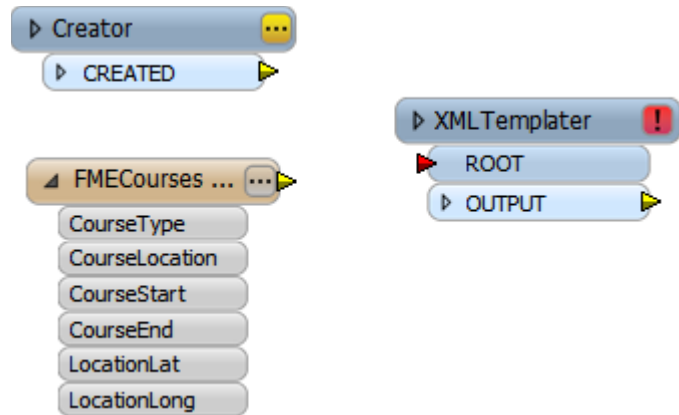 Creator
CREATED
XMLTemplater
ROOT
OUTPUT
FMECourses ...
CourseType
CourseLocation
CourseStart
CourseEnd
LocationLat
LocationLong